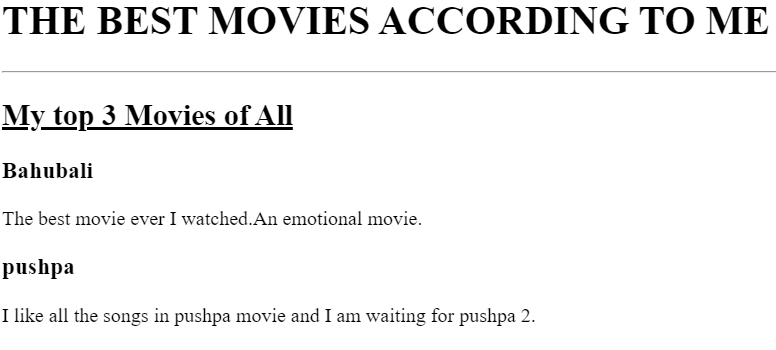 THE BEST MOVIES ACCORDING TO ME
My top 3 Movies of All
Bahubali
The best movie ever I watched.An emotional movie.
pushpa
I like all the songs in pushpa movie and I am waiting for pushpa 2.